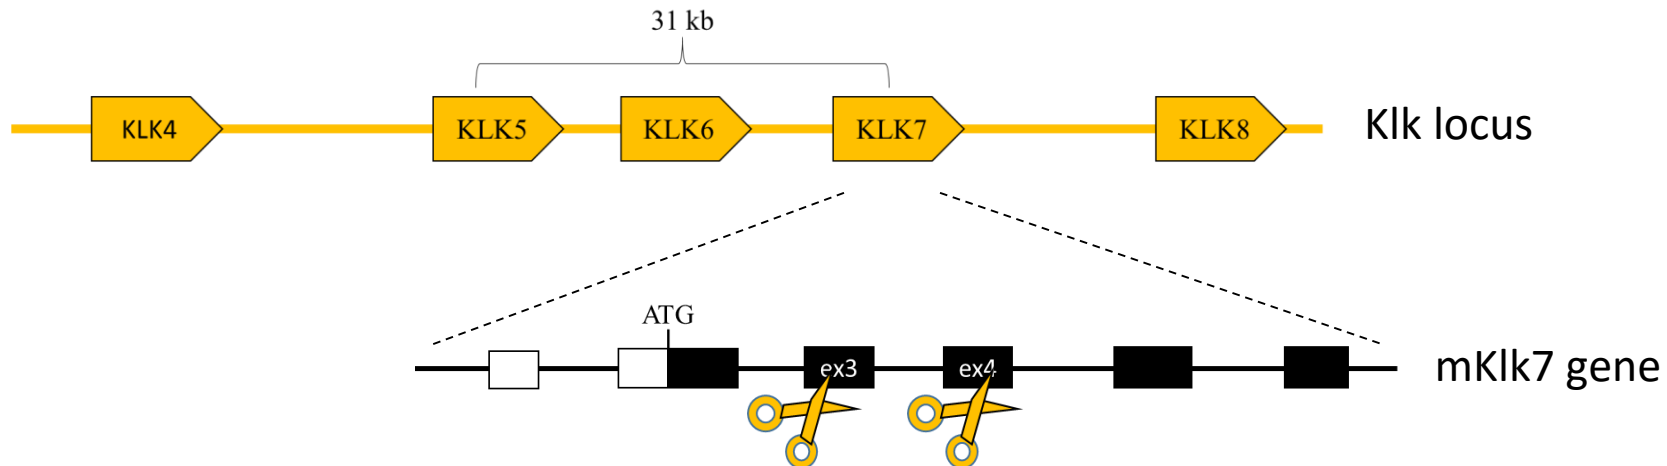 31 kb
KLK4
KLK5
KLK6
KLK7
KLK8
Klk locus
ATG
ex3
ex4
mKlk7 gene